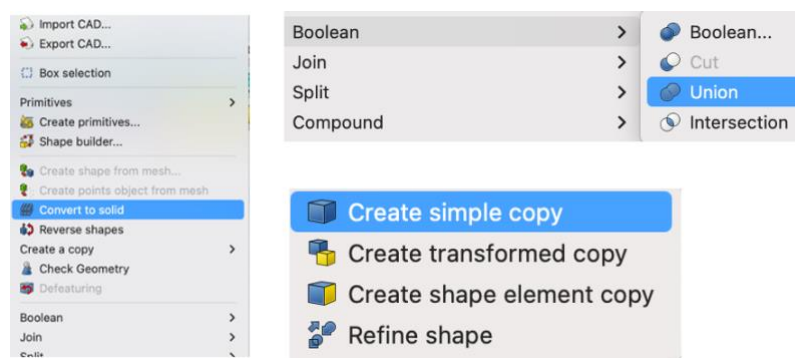 Import CAD...
Export CAD...
Box selection
Primitives
Create primitives...
Shape builder...
Create shape from mesh...
Create points object from mesh
Convert to solid
Reverse shapes
Create a copy
Check Geometry
Defeaturing
Boolean
Join
Split
Boolean
Join
Split
Compound
Boolean...
Cut
Union
Intersection
Create simple copy
Create transformed copy
Create shape element copy
Refine shape